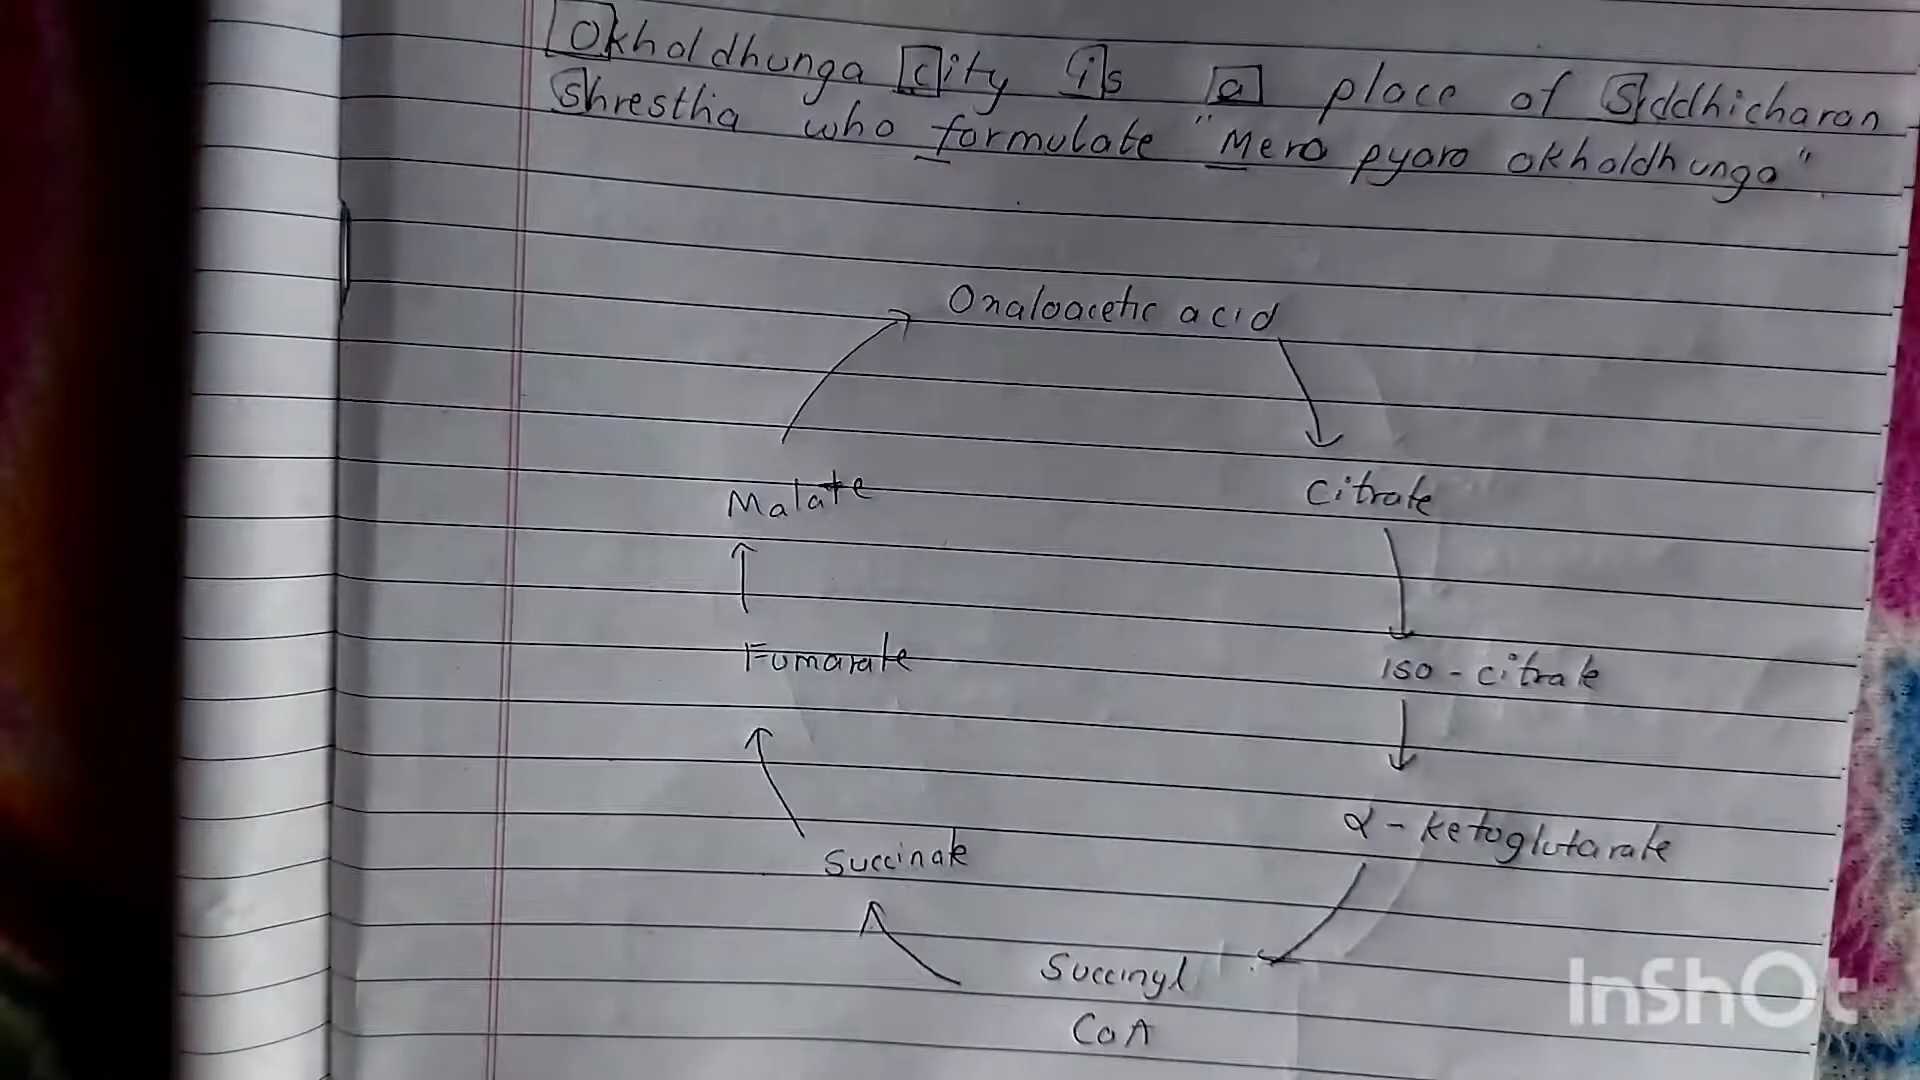 Okholdhunga City is a place of Siddhicharan
Shrestha who formulate "Mero pyaro okholdhunga"
Oxaloacetic acid
Malate
Citrate
Fumarate
iso-citrate
α-ketoglutarate
Succinate
Succinyl
CoA
InShOt